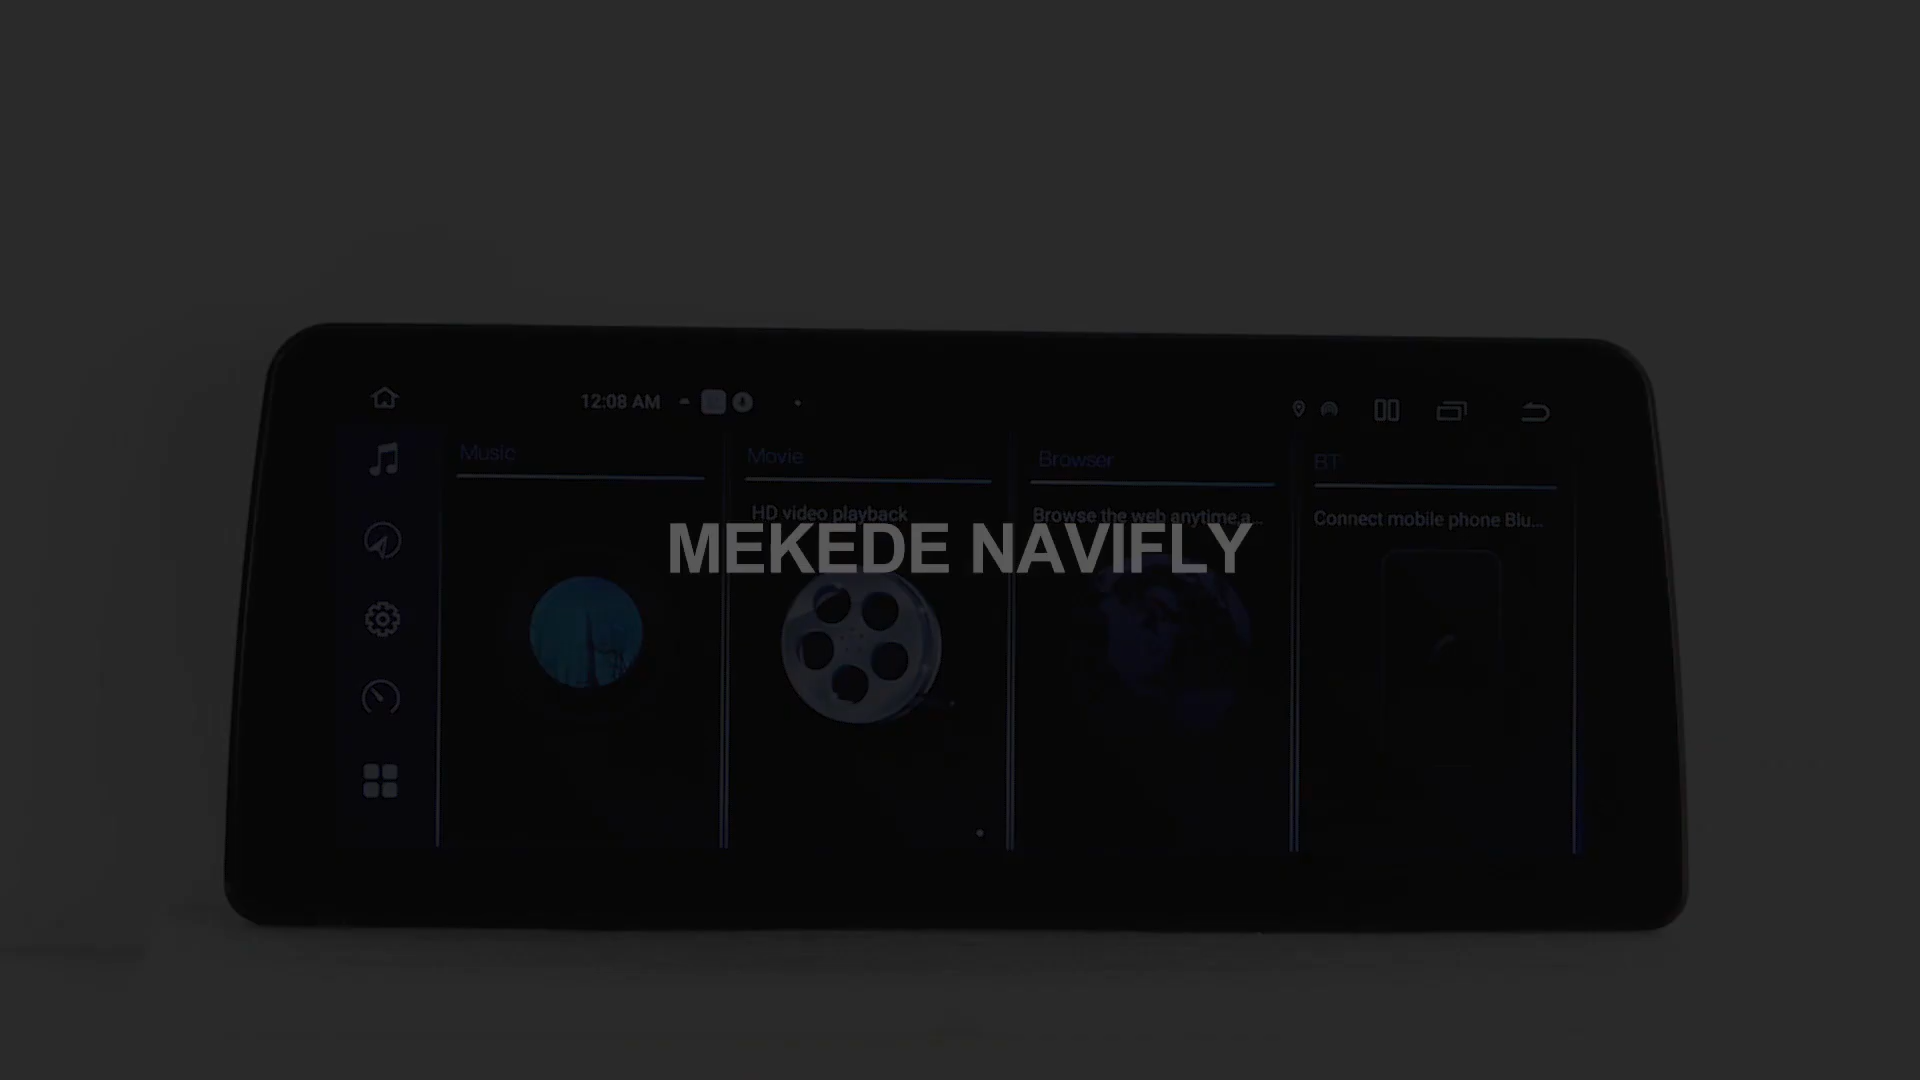 12:08 AM
Music
Movie
Browser
BT
HD video playback
Browse the web anytime,a...
Connect mobile phone Blu...
MEKEDE NAVIFLY